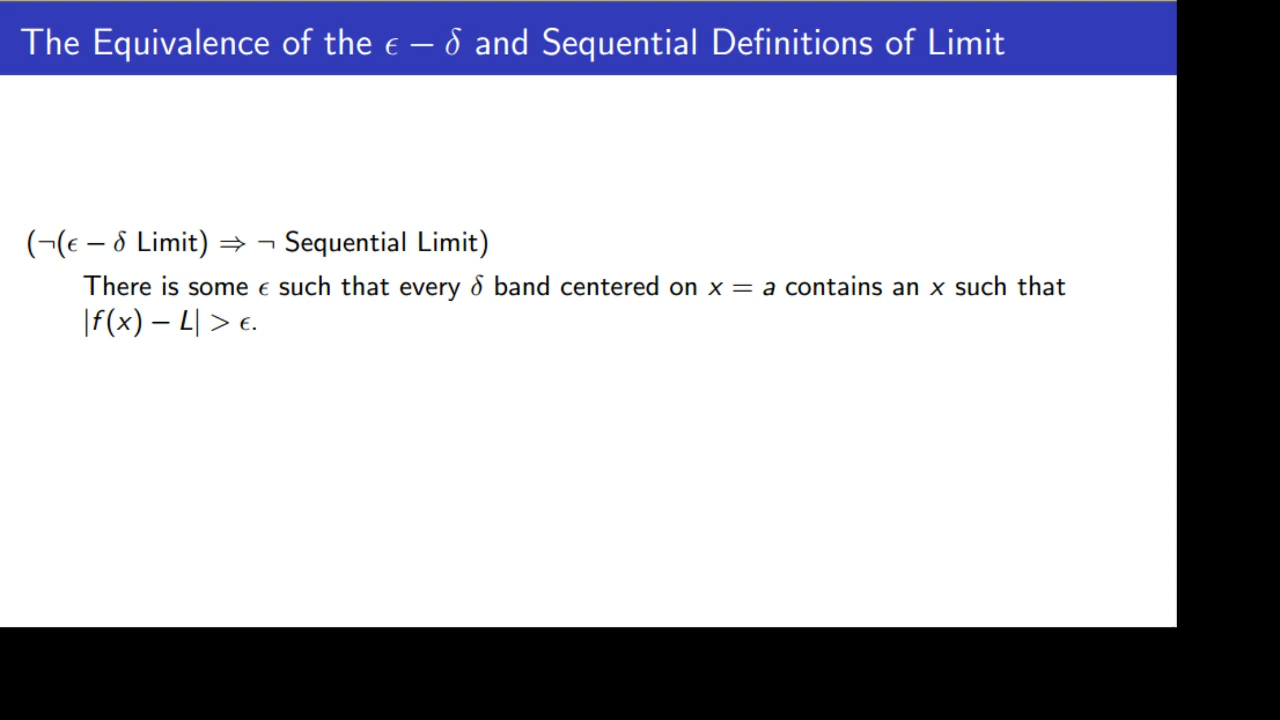 The Equivalence of the ϵ − δ and Sequential Definitions of Limit
(¬(ϵ − δ Limit) ⇒ ¬ Sequential Limit)
There is some ϵ such that every δ band centered on x = a contains an x such that
|f(x) − L| > ϵ.